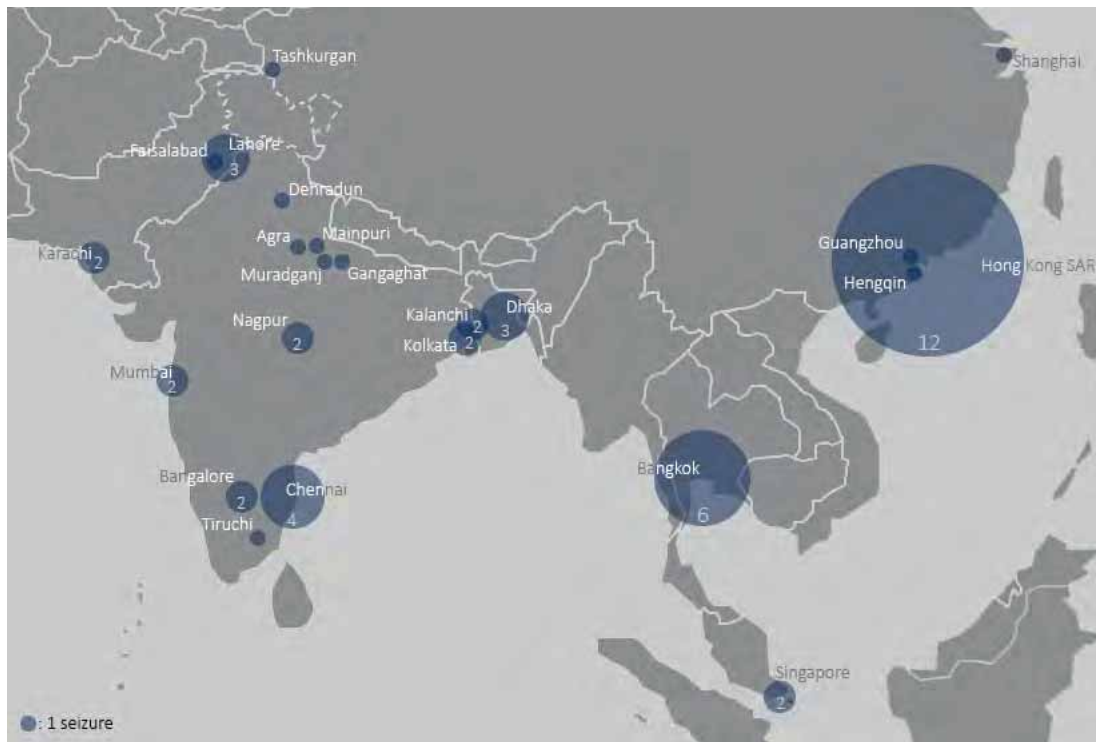 Tashkurgan
Shanghai
Faisalabad
Lahore
3
Dehradun
Agra
Mainpuri
Guangzhou
Karachi
2
Muradganj
Gangaghat
Hong Kong SAR
Hengqin
Kalanchi
2
Dhaka
3
Nagpur
2
Kolkata
2
12
Mumbai
2
Bangkok
6
Bangalore
2
Chennai
4
Tiruchi
Singapore
2
: 1 seizure